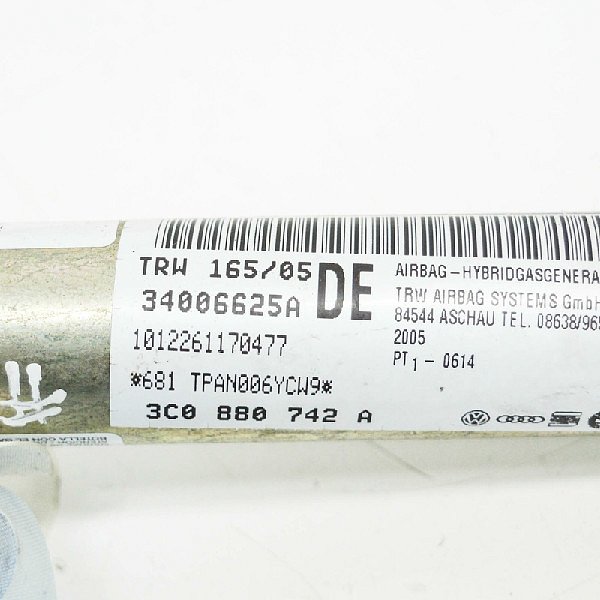 TRW 165/05
34006625A
DE
1012261170477
*681 TPAN006YCW9*
3C0 880 742 A
AIRBAG-HYBRIDGASGENERA
TRW AIRBAG SYSTEMS GmbH
84544 ASCHAU TEL. 08638/965
2005
PT1- 0614